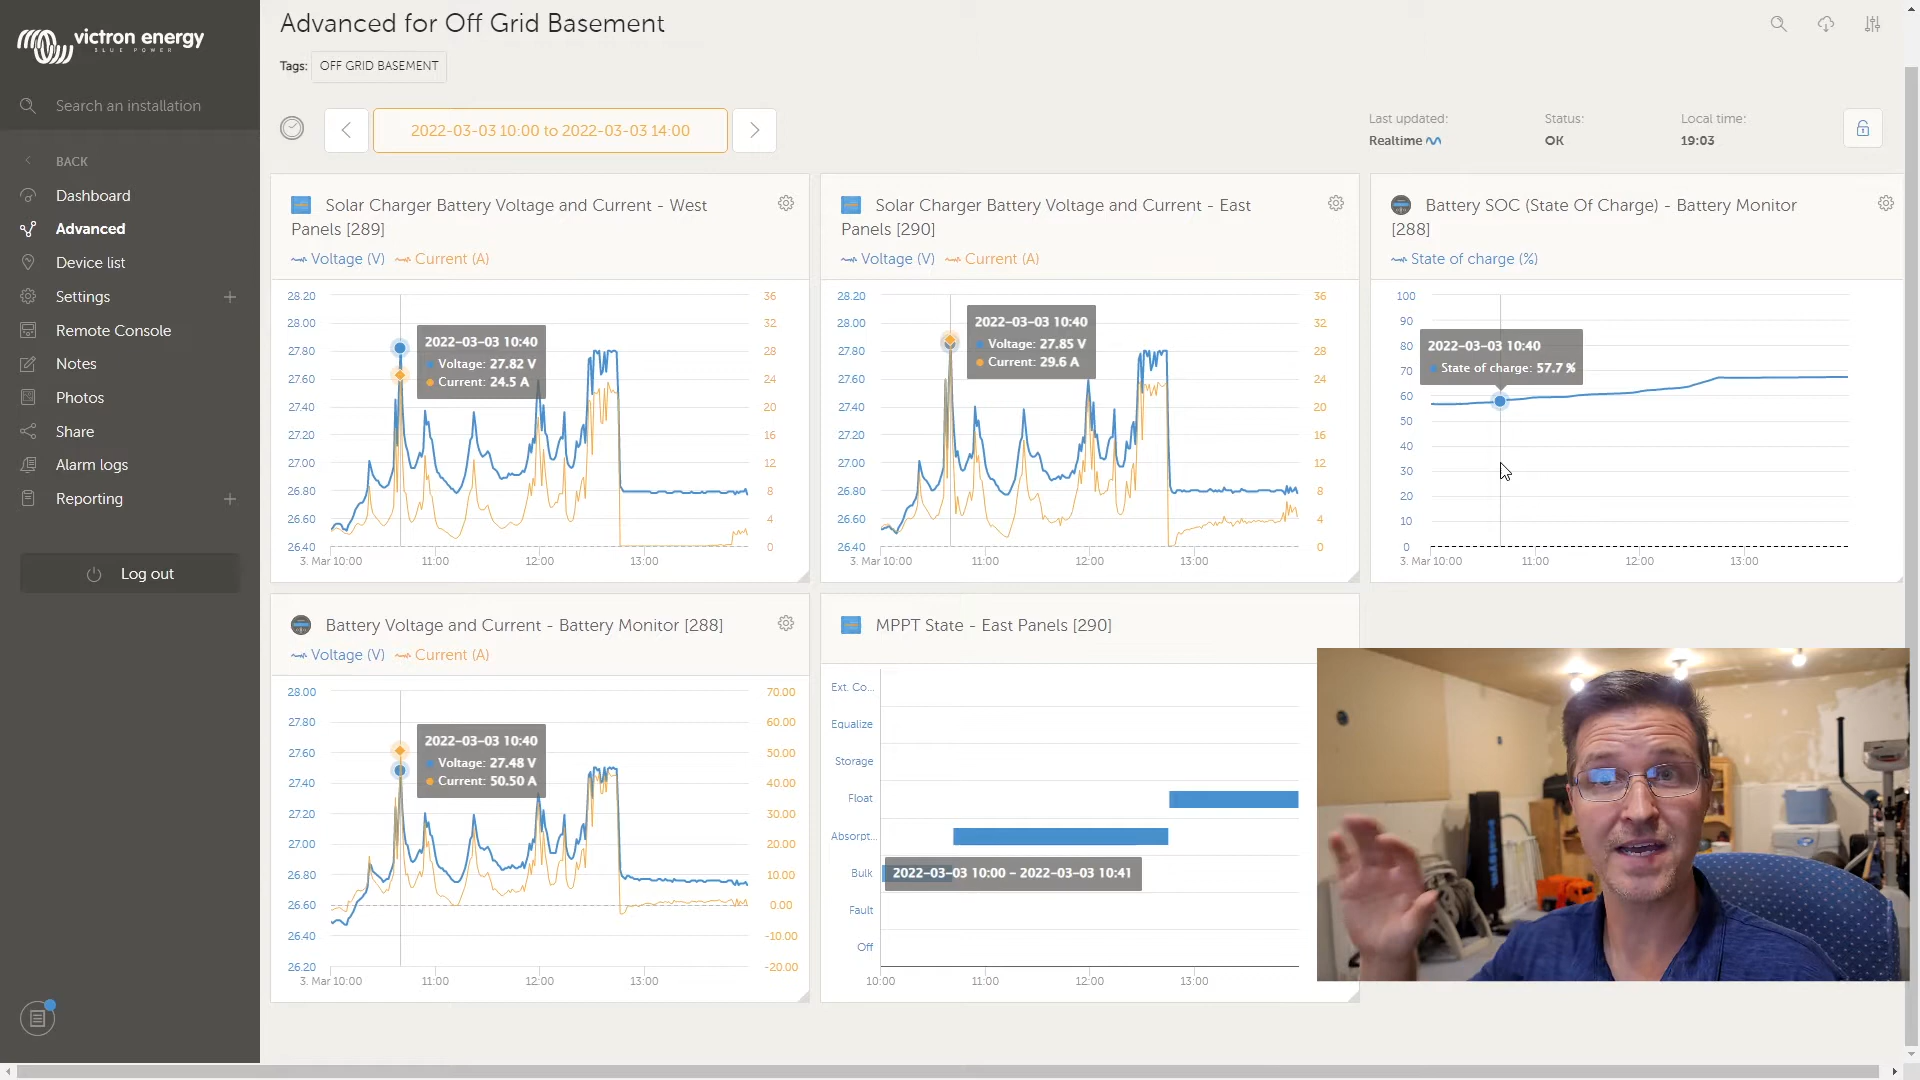 victron energy
BLUE POWER
Search an installation
BACK
Dashboard
Advanced
Device list
Settings
Remote Console
Notes
Photos
Share
Alarm logs
Reporting
Log out
Advanced for Off Grid Basement
Tags: OFF GRID BASEMENT
2022-03-03 10:00 to 2022-03-03 14:00
Last updated:
Realtime
Status:
OK
Local time:
19:03
Solar Charger Battery Voltage and Current - West
Panels [289]
Voltage (V) Current (A)
28.20 36
28.00 32
27.80 28
27.60 24
27.40 20
27.20 16
27.00 12
26.80 8
26.60 4
26.40 0
3. Mar 10:00 11:00 12:00 13:00
2022-03-03 10:40
Voltage: 27.82 V
Current: 24.5 A
Solar Charger Battery Voltage and Current - East
Panels [290]
Voltage (V) Current (A)
28.20 36
28.00 32
27.80 28
27.60 24
27.40 20
27.20 16
27.00 12
26.80 8
26.60 4
26.40 0
3. Mar 10:00 11:00 12:00 13:00
2022-03-03 10:40
Voltage: 27.85 V
Current: 29.6 A
Battery SOC (State Of Charge) - Battery Monitor
[288]
State of charge (%)
100
90
80
70
60
50
40
30
20
10
0
3. Mar 10:00 11:00 12:00 13:00
2022-03-03 10:40
State of charge: 57.7 %
Battery Voltage and Current - Battery Monitor [288]
Voltage (V) Current (A)
28.00 70.00
27.80 60.00
27.60 50.00
27.40 40.00
27.20 30.00
27.00 20.00
26.80 10.00
26.60 0.00
26.40 -10.00
26.20 -20.00
3. Mar 10:00 11:00 12:00 13:00
2022-03-03 10:40
Voltage: 27.48 V
Current: 50.50 A
MPPT State - East Panels [290]
Ext. Co...
Equalize
Storage
Float
Absorpt...
Bulk
Fault
Off
10:00 11:00 12:00 13:00
2022-03-03 10:00 - 2022-03-03 10:41